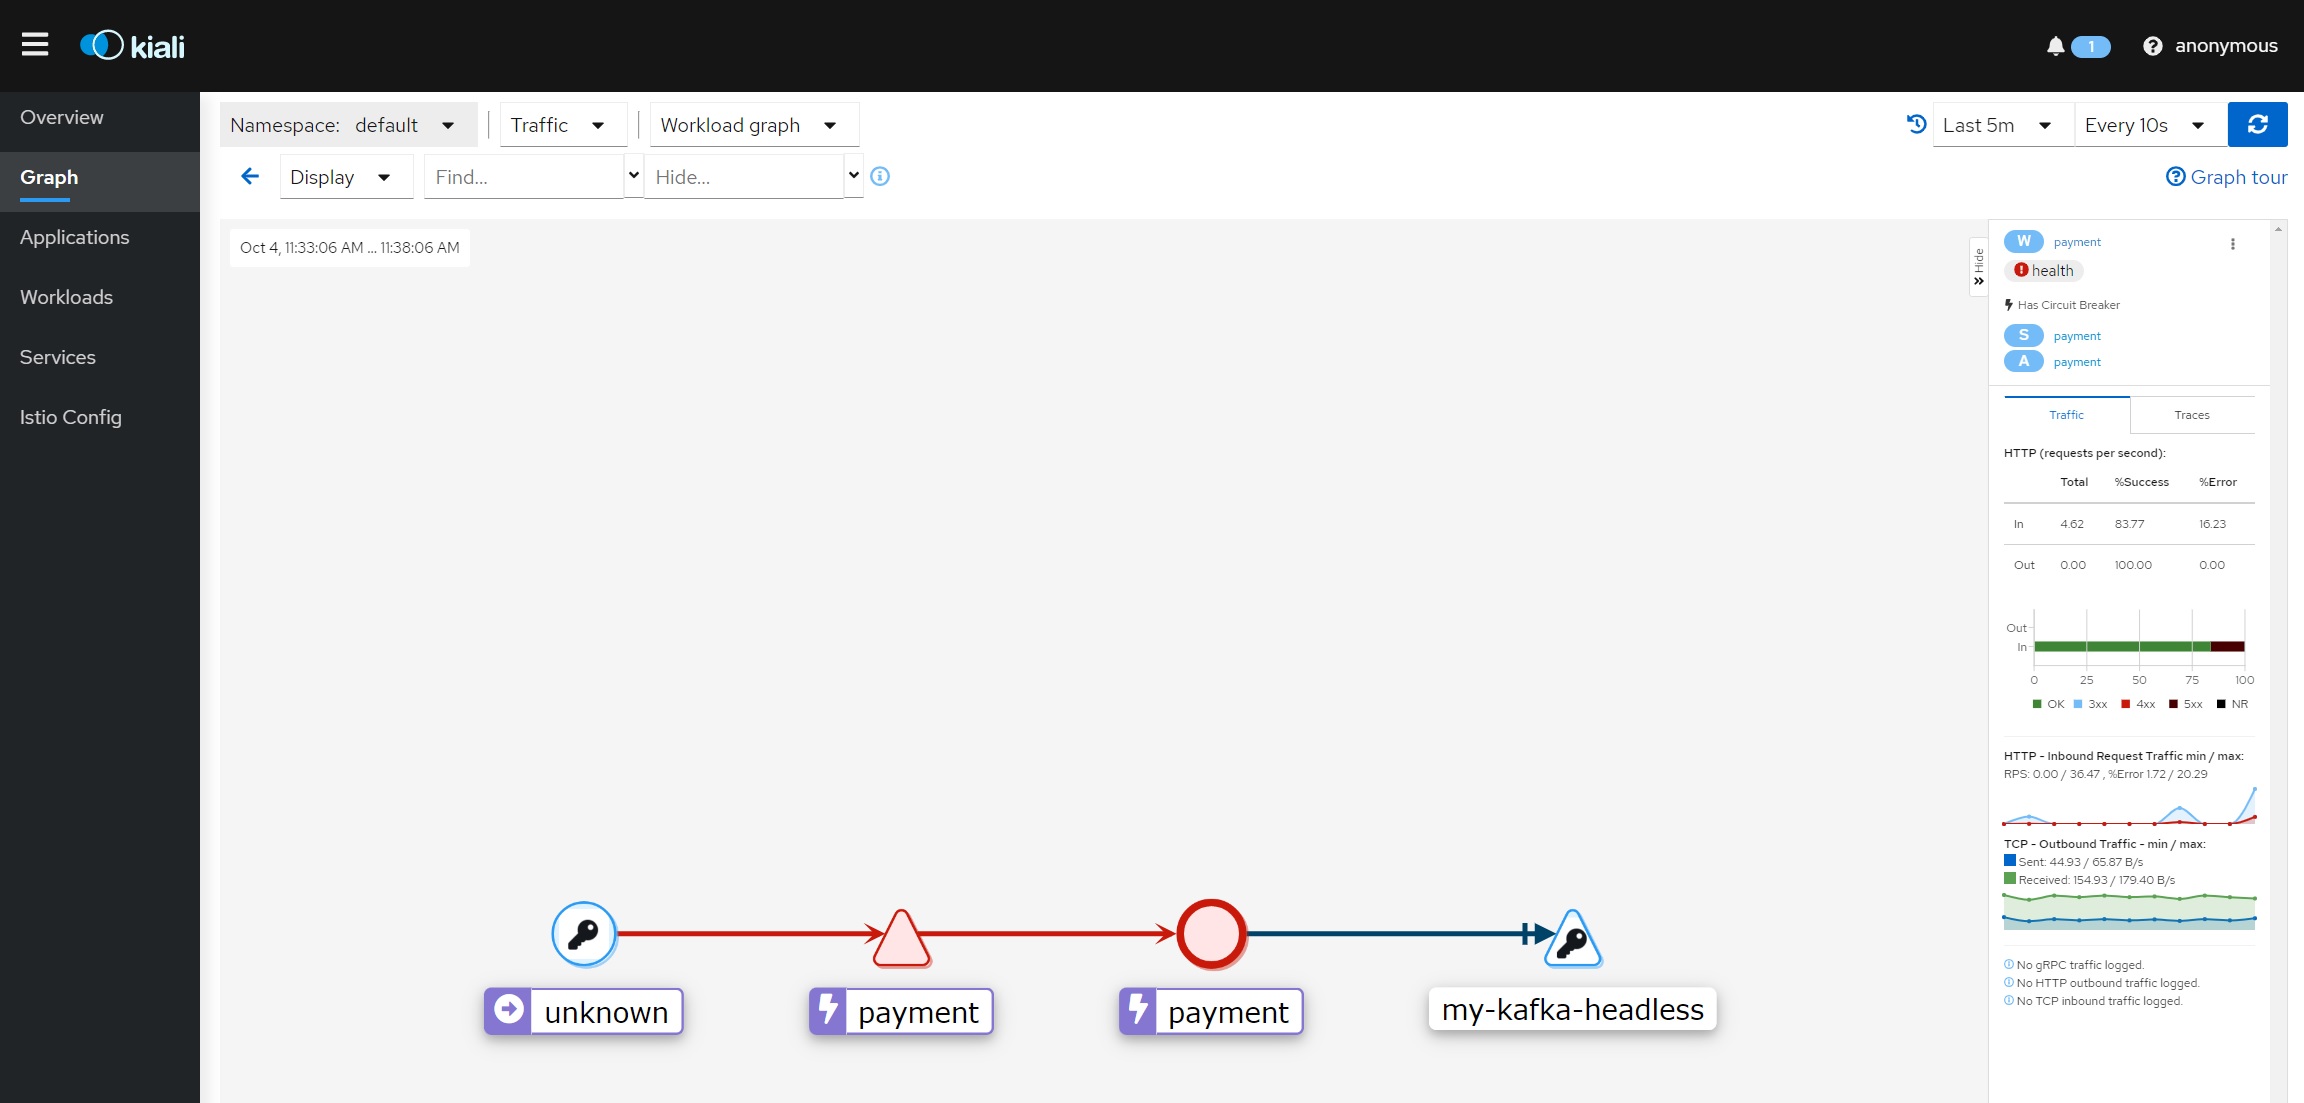 kiali
1
anonymous
Overview
Graph
Applications
Workloads
Services
Istio Config
Namespace: default
Traffic
Workload graph
Last 5m
Every 10s
Display
Find...
Hide...
Graph tour
Oct 4, 11:33:06 AM ... 11:38:06 AM
Hide
unknown
payment
payment
my-kafka-headless
W payment
health
Has Circuit Breaker
S payment
A payment
Traffic Traces
HTTP (requests per second):
Total %Success %Error
In 4.62 83.77 16.23
Out 0.00 100.00 0.00
Out
In
0 25 50 75 100
OK 3xx 4xx 5xx NR
HTTP - Inbound Request Traffic min / max:
RPS: 0.00 / 36.47 , %Error 1.72 / 20.29
TCP - Outbound Traffic - min / max:
Sent: 44.93 / 65.87 B/s
Received: 154.93 / 179.40 B/s
No gRPC traffic logged.
No HTTP outbound traffic logged.
No TCP inbound traffic logged.